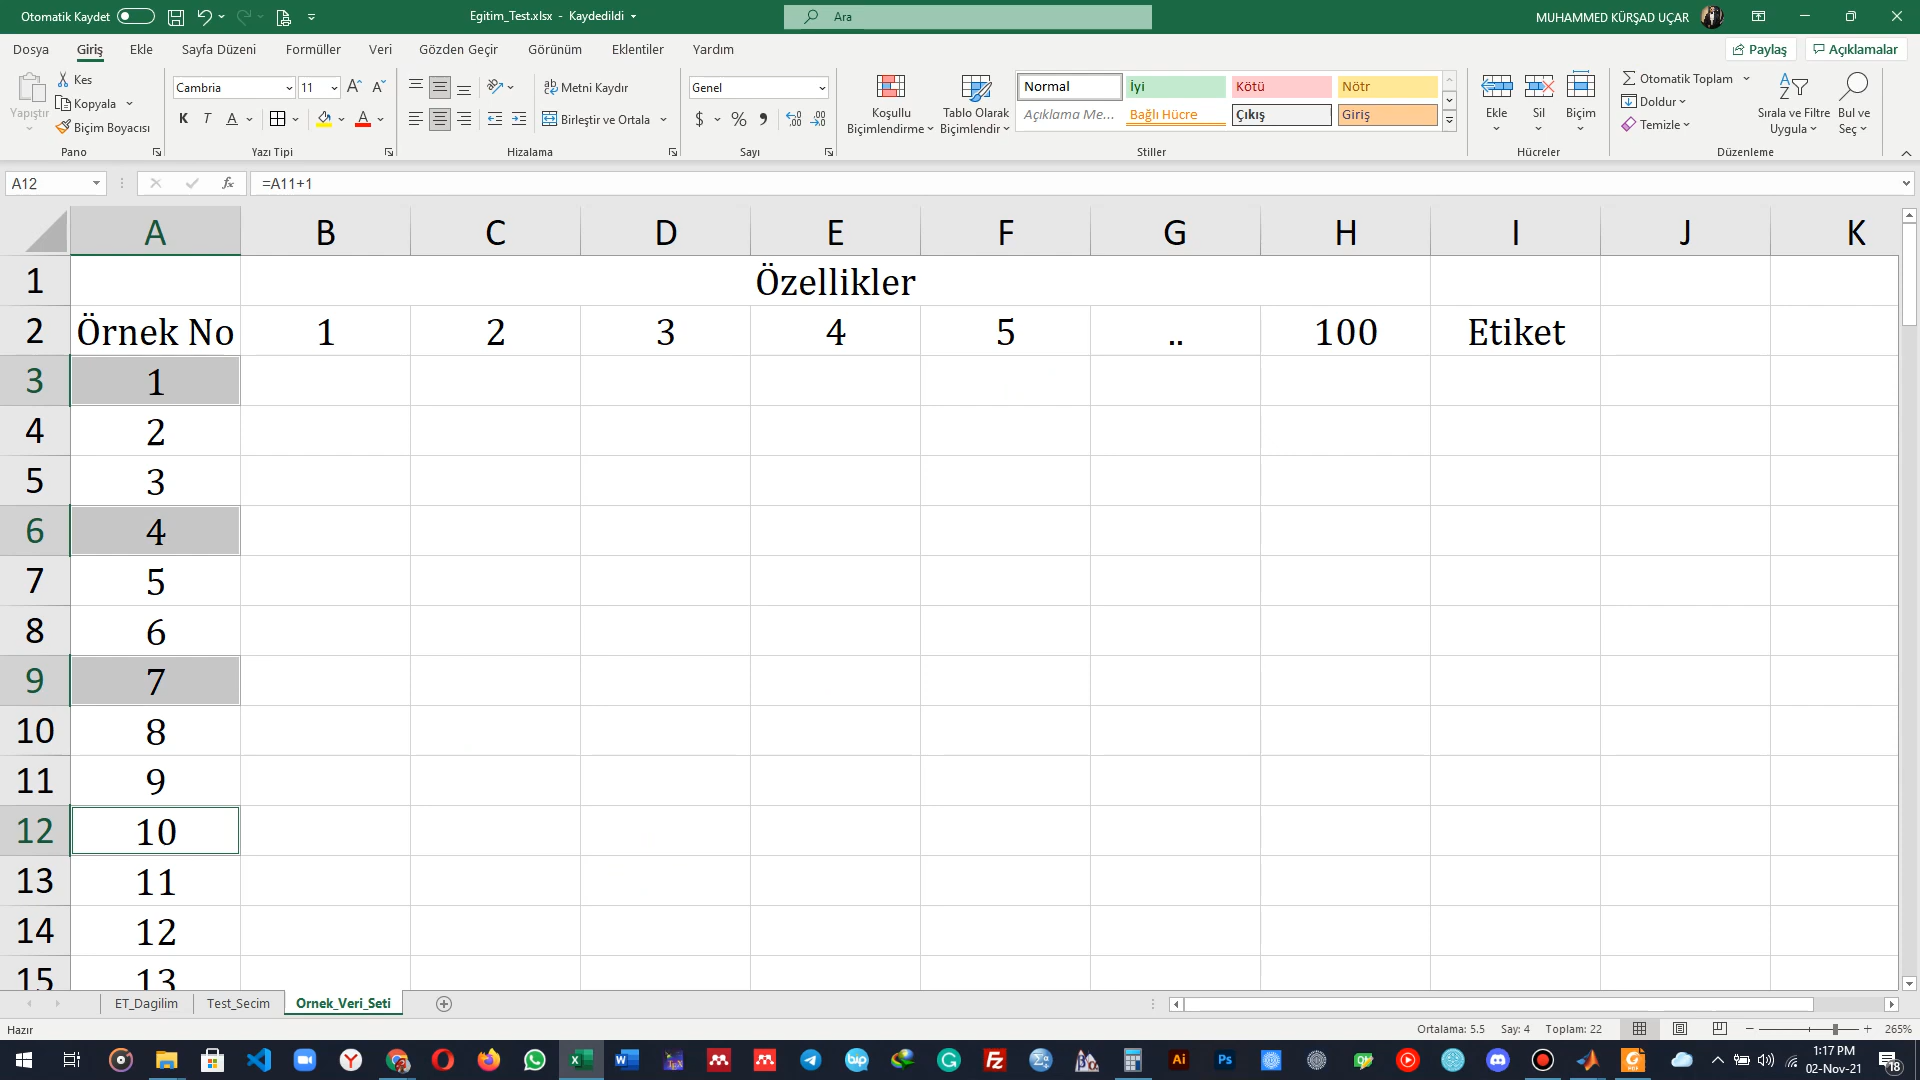 Otomatik Kaydet
Egitim_Test.xlsx - Kaydedildi
Ara
MUHAMMED KÜRŞAD UÇAR
Dosya Giriş Ekle Sayfa Düzeni Formüller Veri Gözden Geçir Görünüm Eklentiler Yardım
Paylaş Açıklamalar
Yapıştır
Kes
Kopyala
Biçim Boyacısı
Pano
Cambria 11
K T A
Yazı Tipi
Metni Kaydır
Birleştir ve Ortala
Hizalama
Genel
$ %
Sayı
Koşullu Biçimlendirme
Tablo Olarak Biçimlendir
Normal İyi Kötü Nötr
Açıklama Me... Bağlı Hücre Çıkış Giriş
Stiller
Ekle Sil Biçim
Hücreler
Otomatik Toplam
Doldur
Temizle
Sırala ve Filtre Uygula
Bul ve Seç
Düzenleme
A12 fx =A11+1
A B C D E F G H I J K
1 Özellikler
2 Örnek No 1 2 3 4 5 .. 100 Etiket
3 1
4 2
5 3
6 4
7 5
8 6
9 7
10 8
11 9
12 10
13 11
14 12
15 13
ET_Dagilim Test_Secim Ornek_Veri_Seti
Hazır
Ortalama: 5.5 Say: 4 Toplam: 22
265%
1:17 PM
02-Nov-21
18